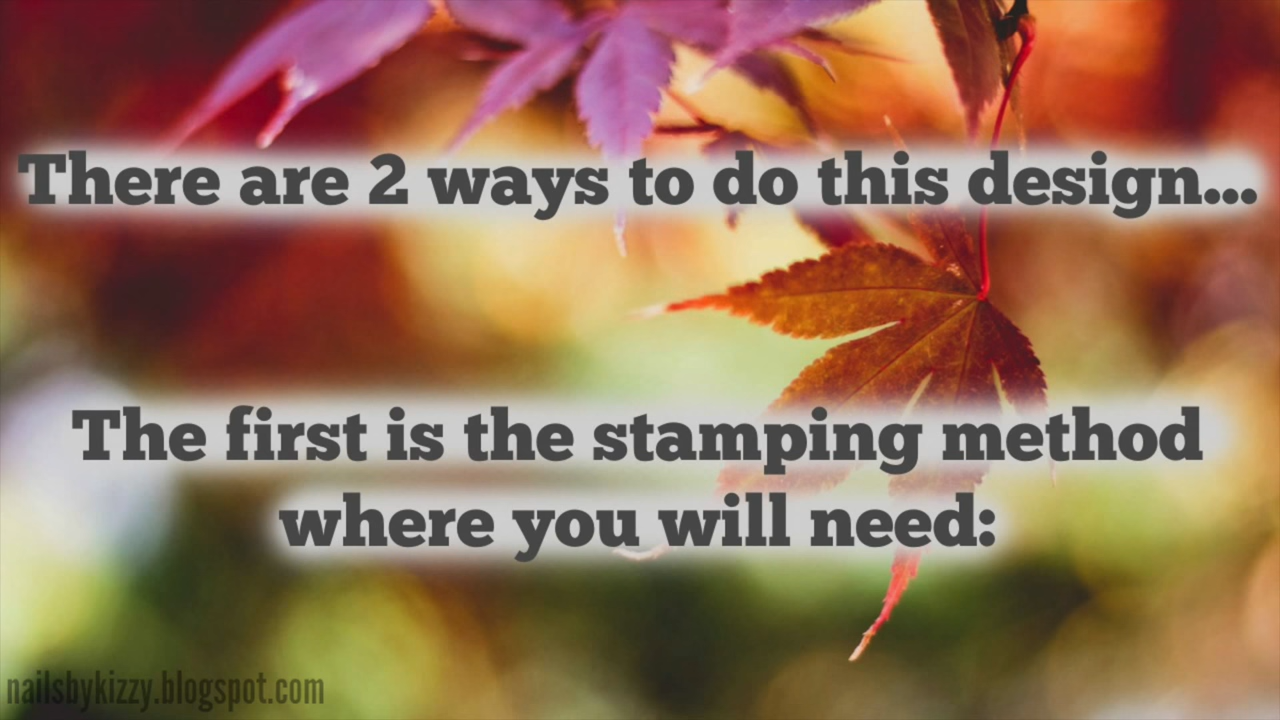 There are 2 ways to do this design...
The first is the stamping method
where you will need:
nailsbykizzy.blogspot.com